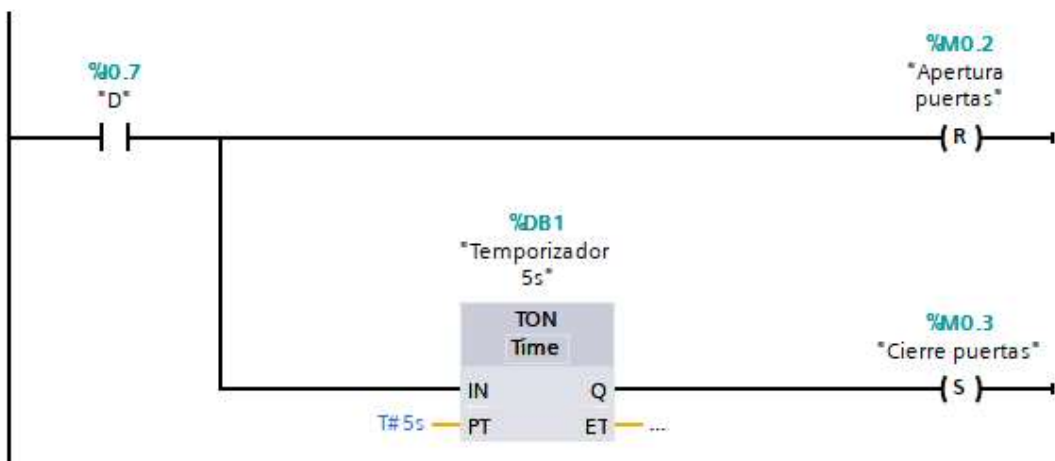 %M0.2
"Apertura
puertas"
%I0.7
"D"
R
%DB1
"Temporizador
5s"
TON
Time
%M0.3
"Cierre puertas"
IN
Q
S
T#5s
PT
ET
...